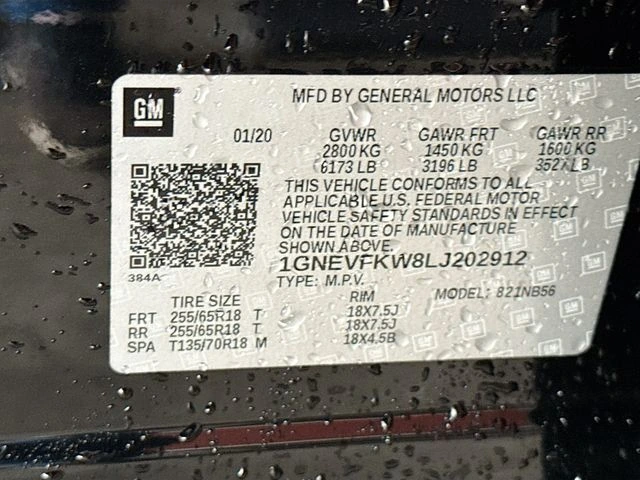 GM
MFD BY GENERAL MOTORS LLC
01/20 GVWR GAWR FRT GAWR RR
2800 KG 1450 KG 1600 KG
6173 LB 3196 LB 3527 LB
THIS VEHICLE CONFORMS TO ALL
APPLICABLE U.S. FEDERAL MOTOR
VEHICLE SAFETY STANDARDS IN EFFECT
ON THE DATE OF MANUFACTURE
SHOWN ABOVE.
384A
1GNEVFKW8LJ202912
TYPE: M.P.V. MODEL: 821NB56
TIRE SIZE RIM
FRT 255/65R18 T 18X7.5J
RR 255/65R18 T 18X7.5J
SPA T135/70R18 M 18X4.5B